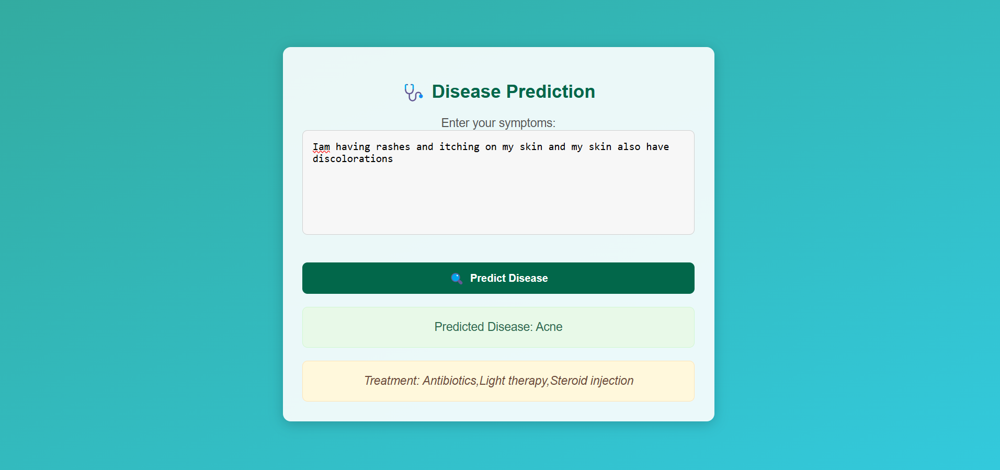 Disease Prediction
Enter your symptoms:
Iam having rashes and itching on my skin and my skin also have
discolorations
Predict Disease
Predicted Disease: Acne
Treatment: Antibiotics,Light therapy,Steroid injection